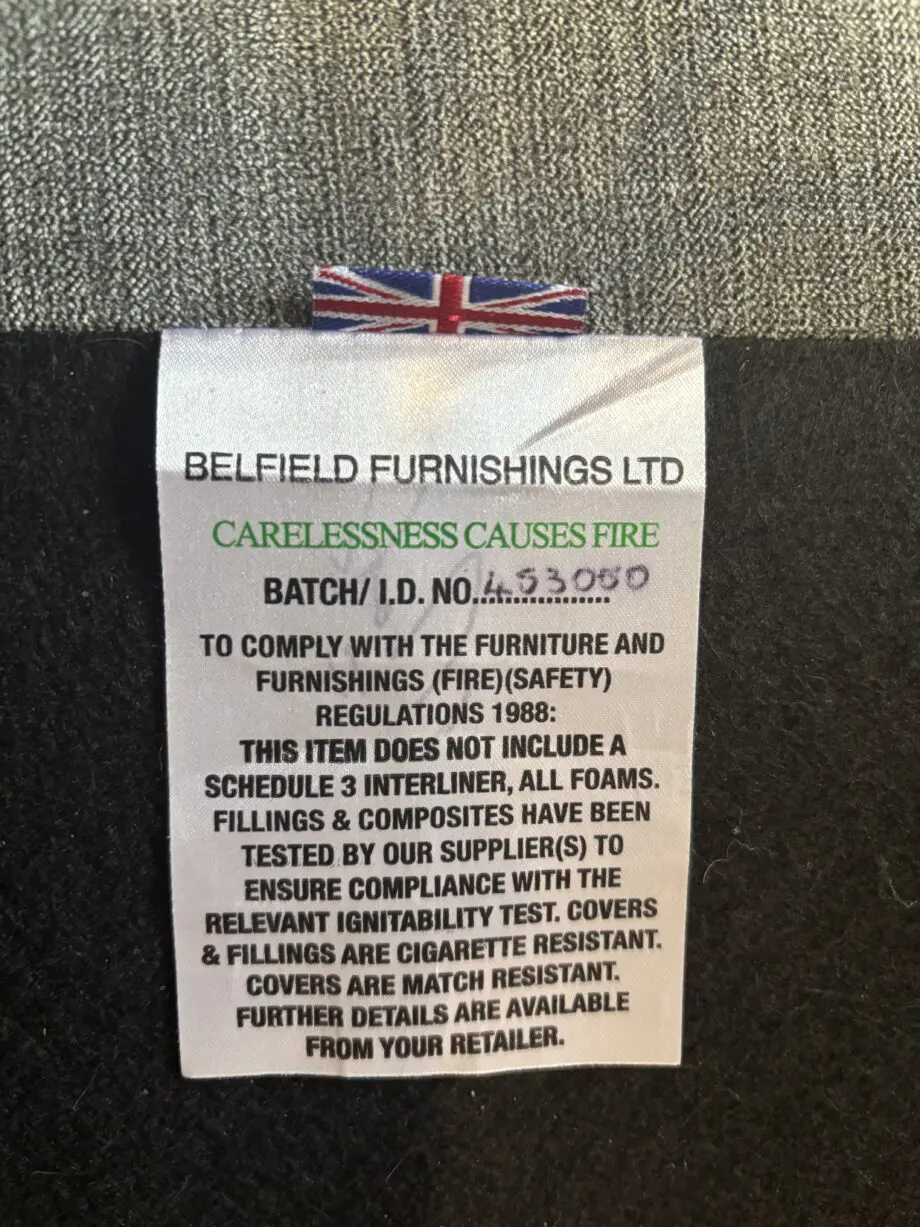 BELFIELD FURNISHINGS LTD
CARELESSNESS CAUSES FIRE
BATCH/ I.D. NO..................453050
TO COMPLY WITH THE FURNITURE AND
FURNISHINGS (FIRE)(SAFETY)
REGULATIONS 1988:
THIS ITEM DOES NOT INCLUDE A
SCHEDULE 3 INTERLINER, ALL FOAMS.
FILLINGS & COMPOSITES HAVE BEEN
TESTED BY OUR SUPPLIER(S) TO
ENSURE COMPLIANCE WITH THE
RELEVANT IGNITABILITY TEST. COVERS
& FILLINGS ARE CIGARETTE RESISTANT.
COVERS ARE MATCH RESISTANT.
FURTHER DETAILS ARE AVAILABLE
FROM YOUR RETAILER.